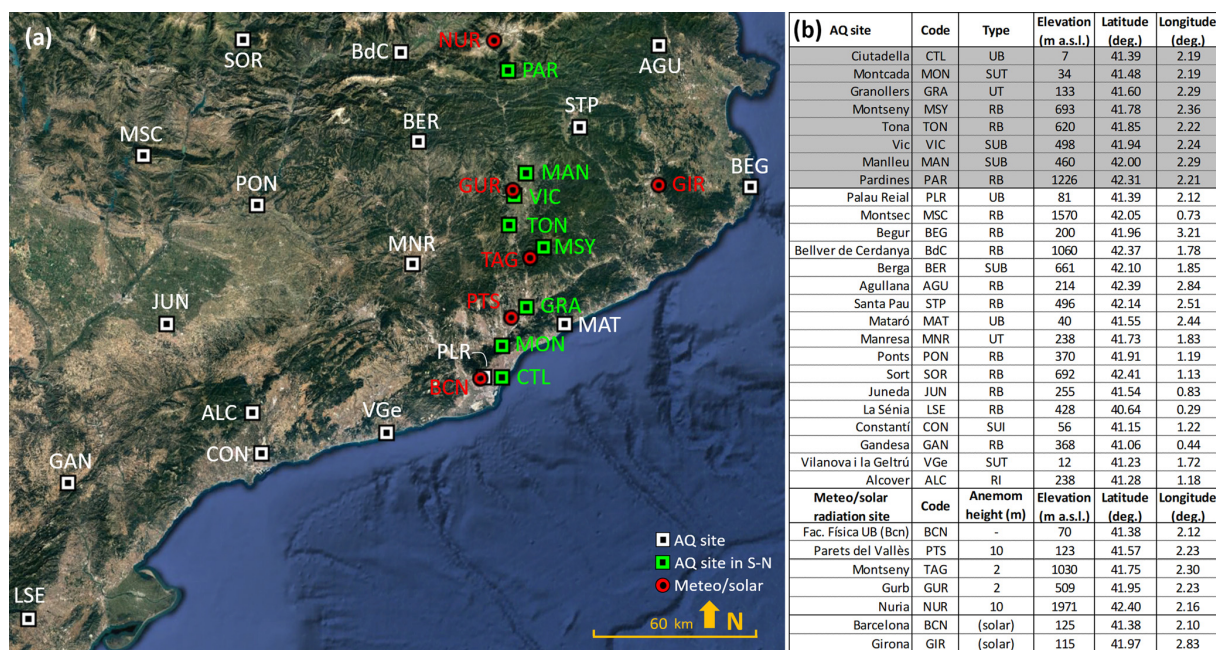 (a)
SOR
BdC
NUR
PAR
AGU
STP
BER
MSC
PON
MAN
GUR
VIC
GIR
BEG
TON
MNR
MSY
TAG
JUN
PTS
GRA
MAT
PLR
MON
BCN
CTL
ALC
VGe
CON
GAN
LSE
AQ site
AQ site in S-N
Meteo/solar
60 km
N
(b) AQ site Code Type Elevation (m a.s.l.) Latitude (deg.) Longitude (deg.)
Ciutadella CTL UB 7 41.39 2.19
Montcada MON SUT 34 41.48 2.19
Granollers GRA UT 133 41.60 2.29
Montseny MSY RB 693 41.78 2.36
Tona TON RB 620 41.85 2.22
Vic VIC SUB 498 41.94 2.24
Manlleu MAN SUB 460 42.00 2.29
Pardines PAR RB 1226 42.31 2.21
Palau Reial PLR UB 81 41.39 2.12
Montsec MSC RB 1570 42.05 0.73
Begur BEG RB 200 41.96 3.21
Bellver de Cerdanya BdC RB 1060 42.37 1.78
Berga BER SUB 661 42.10 1.85
Agullana AGU RB 214 42.39 2.84
Santa Pau STP RB 496 42.14 2.51
Mataró MAT UB 40 41.55 2.44
Manresa MNR UT 238 41.73 1.83
Ponts PON RB 370 41.91 1.19
Sort SOR RB 692 42.41 1.13
Juneda JUN RB 255 41.54 0.83
La Sénia LSE RB 428 40.64 0.29
Constantí CON SUI 56 41.15 1.22
Gandesa GAN RB 368 41.06 0.44
Vilanova i la Geltrú VGe SUT 12 41.23 1.72
Alcover ALC RI 238 41.28 1.18
Meteo/solar radiation site Code Anemom height (m) Elevation (m a.s.l.) Latitude (deg.) Longitude (deg.)
Fac. Física UB (Bcn) BCN - 70 41.38 2.12
Parets del Vallès PTS 10 123 41.57 2.23
Montseny TAG 2 1030 41.75 2.30
Gurb GUR 2 509 41.95 2.23
Nuria NUR 10 1971 42.40 2.16
Barcelona BCN (solar) 125 41.38 2.10
Girona GIR (solar) 115 41.97 2.83